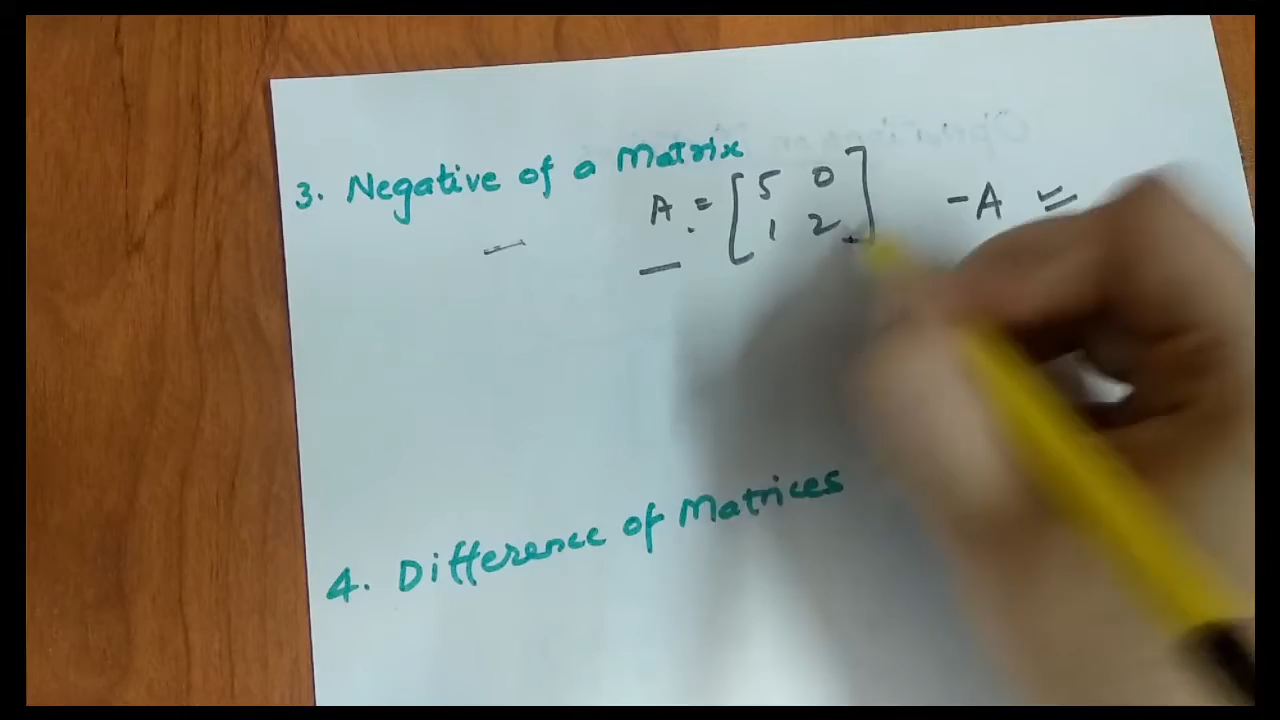 3. Negative of a Matrix
A = [5 0
1 2]
-A =
4. Difference of Matrices